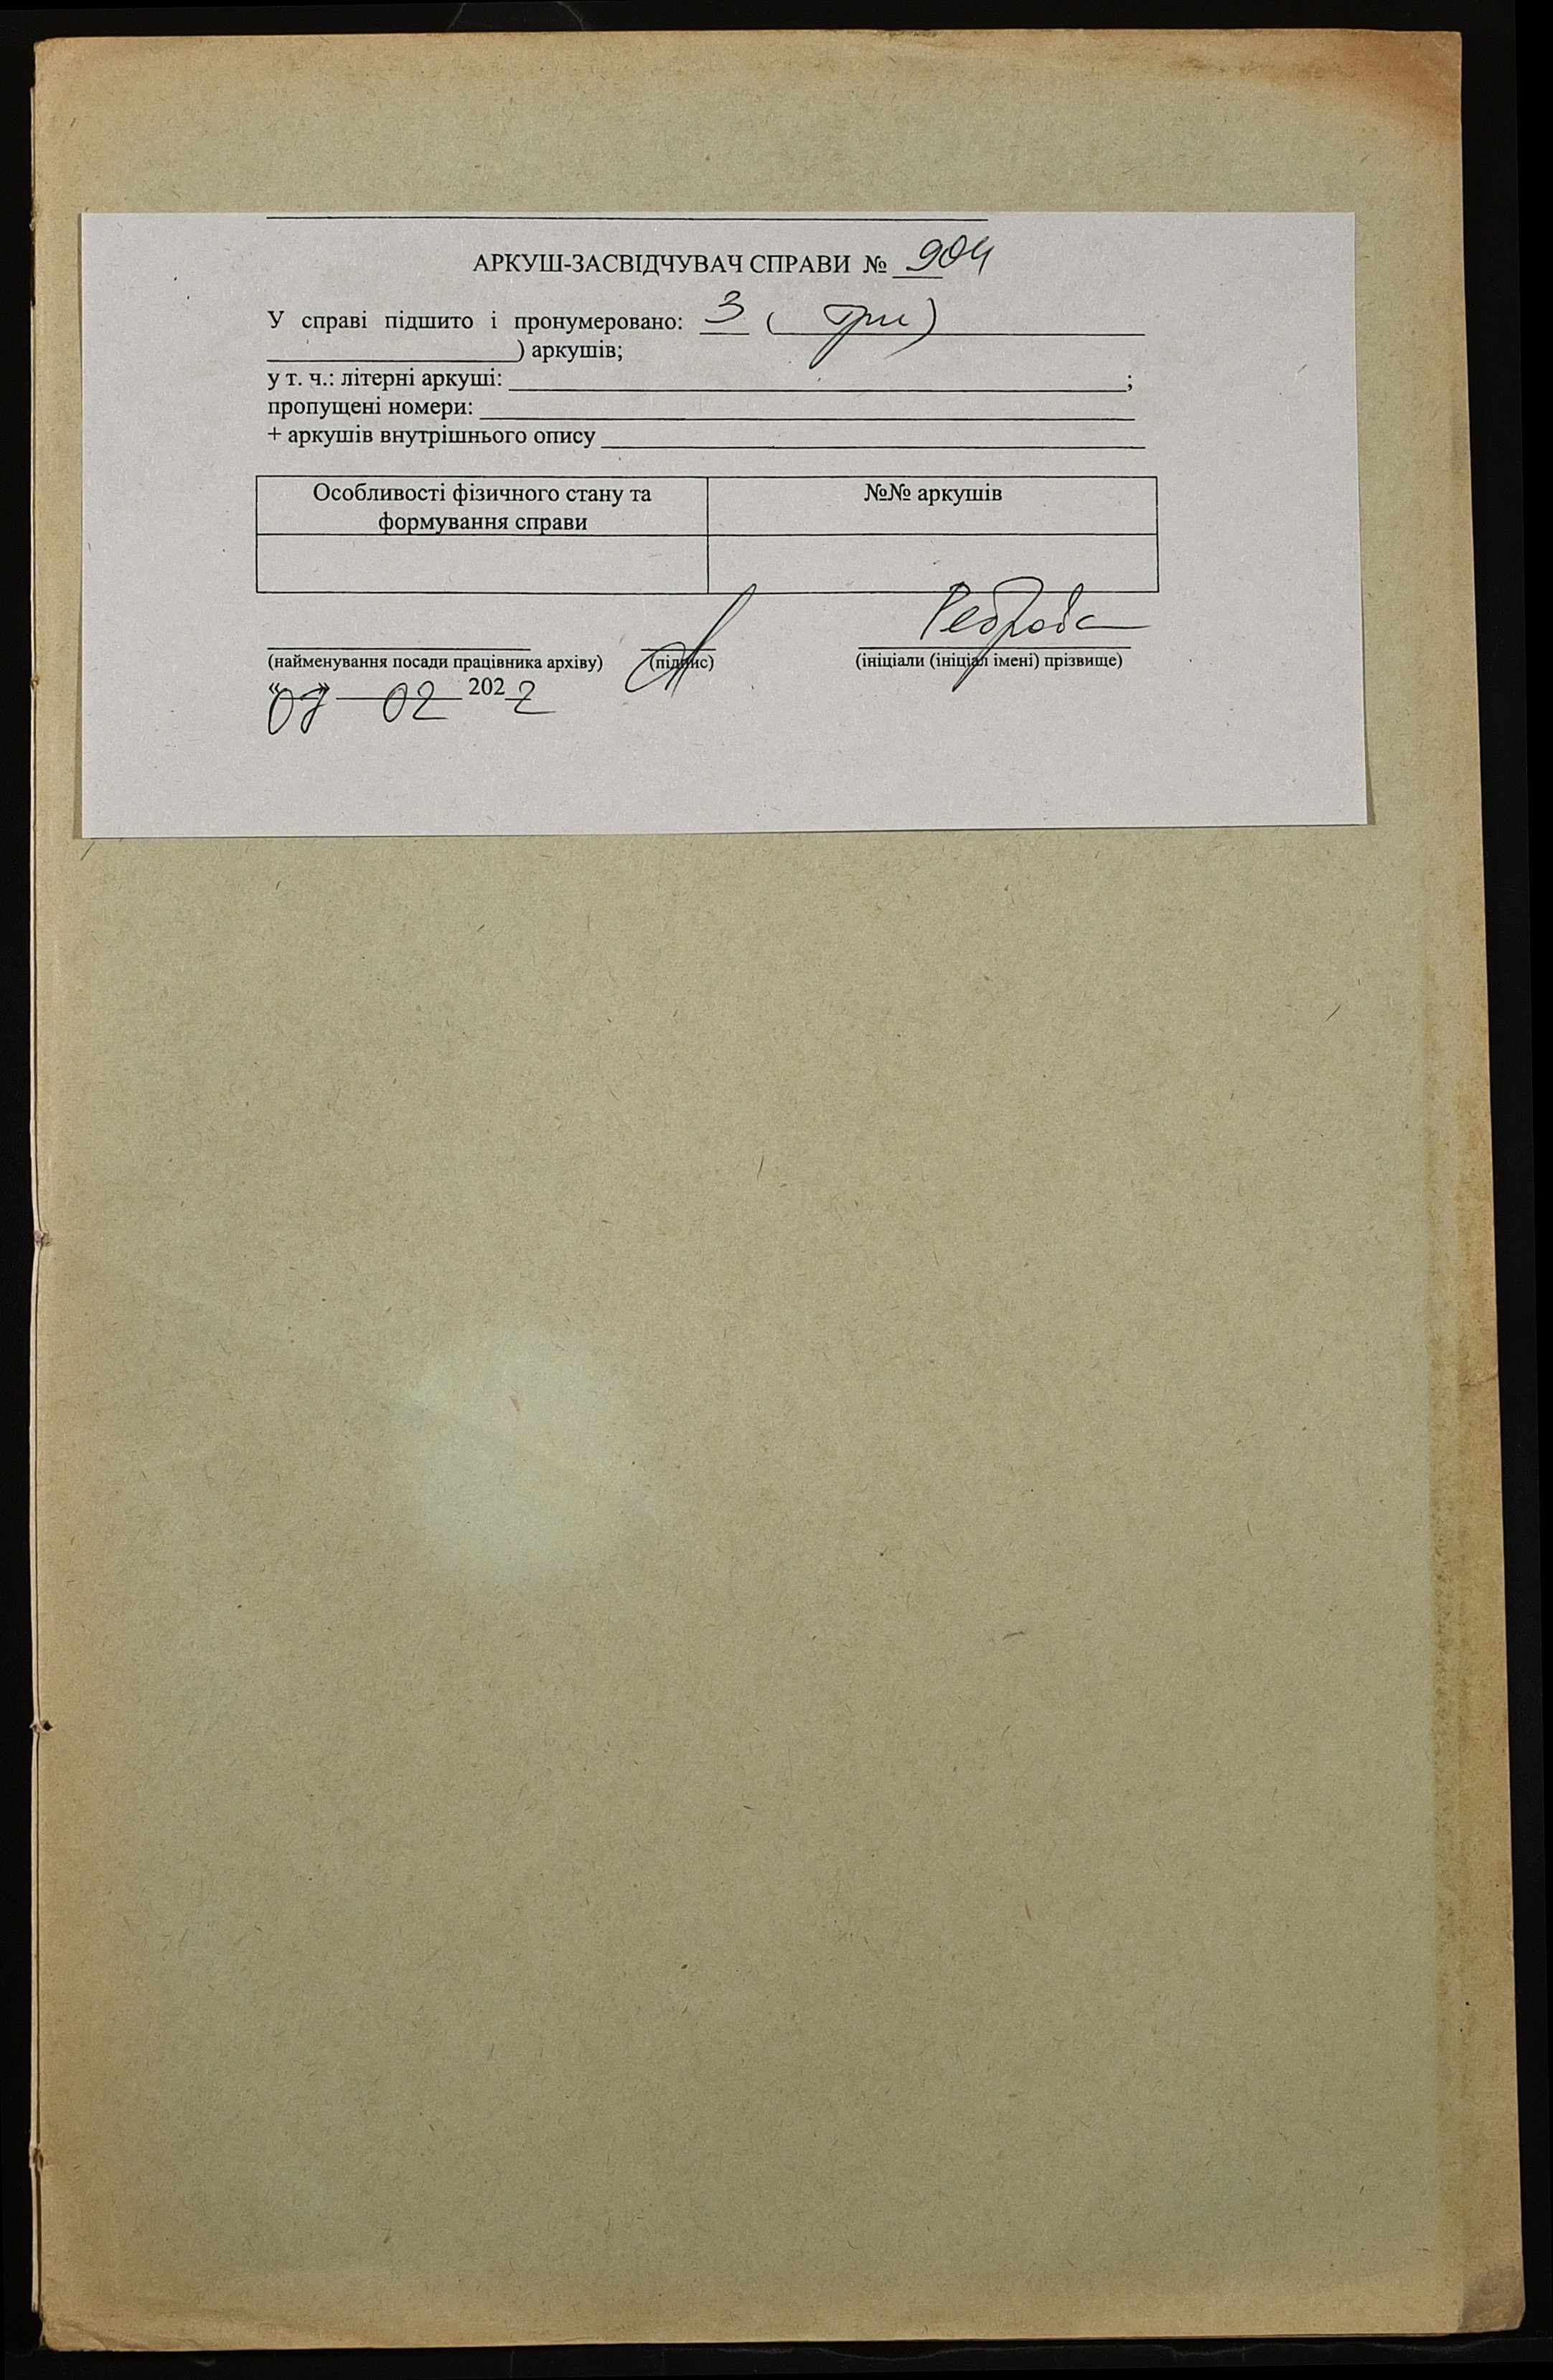 АРКУШ-ЗАСВІДЧУВАЧ СПРАВИ № 904
У справі підшито і пронумеровано: 3 ( три)
) аркушів;
у т. ч.: літерні аркуші: ;
пропущені номери:
+ аркушів внутрішнього опису
Особливості фізичного стану та
формування справи
№№ аркушів
Реброва
(найменування посади працівника архіву) (підпис) (ініціали (ініціал імені) прізвище)
«07» 02 2022